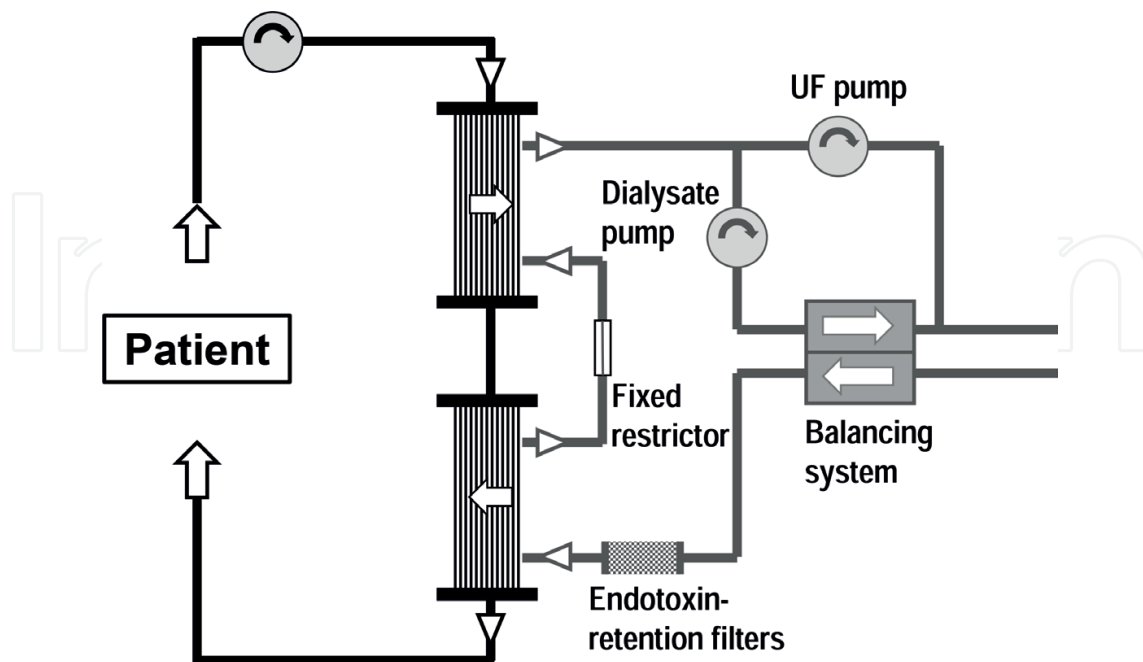 UF pump
Dialysate
pump
Patient
Fixed
restrictor
Balancing
system
Endotoxin-
retention filters